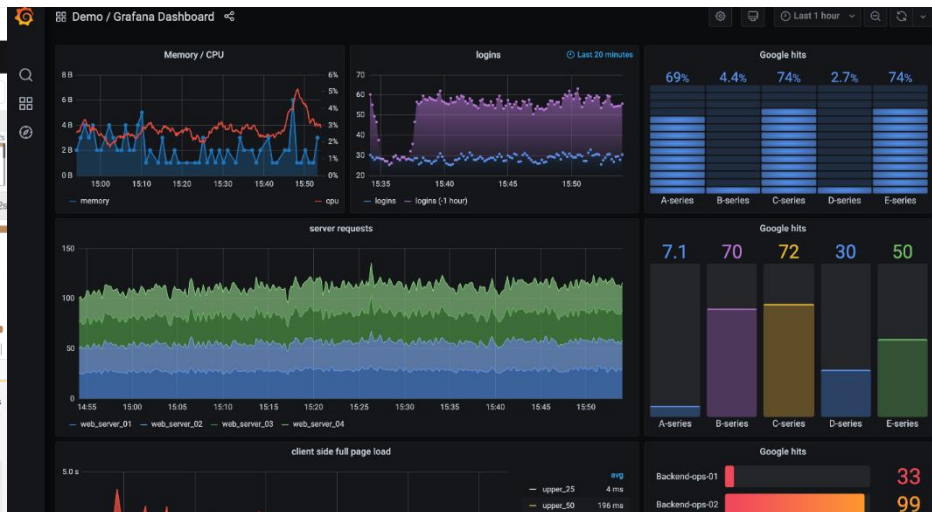 Demo / Grafana Dashboard
Last 1 hour
Memory / CPU
8 B
6 B
4 B
2 B
0 B
6%
5%
4%
3%
2%
1%
0%
15:00 15:10 15:20 15:30 15:40 15:50
memory
cpu
logins
Last 20 minutes
70
60
50
40
30
20
15:35 15:40 15:45 15:50
logins logins (-1 hour)
Google hits
69% 4.4% 74% 2.7% 74%
A-series B-series C-series D-series E-series
server requests
150
100
50
0
14:55 15:00 15:05 15:10 15:15 15:20 15:25 15:30 15:35 15:40 15:45 15:50
web_server_01 web_server_02 web_server_03 web_server_04
Google hits
7.1 70 72 30 50
A-series B-series C-series D-series E-series
client side full page load
5.0 s
avg
upper_25 4 ms
upper_50 196 ms
Google hits
Backend-ops-01 33
Backend-ops-02 99